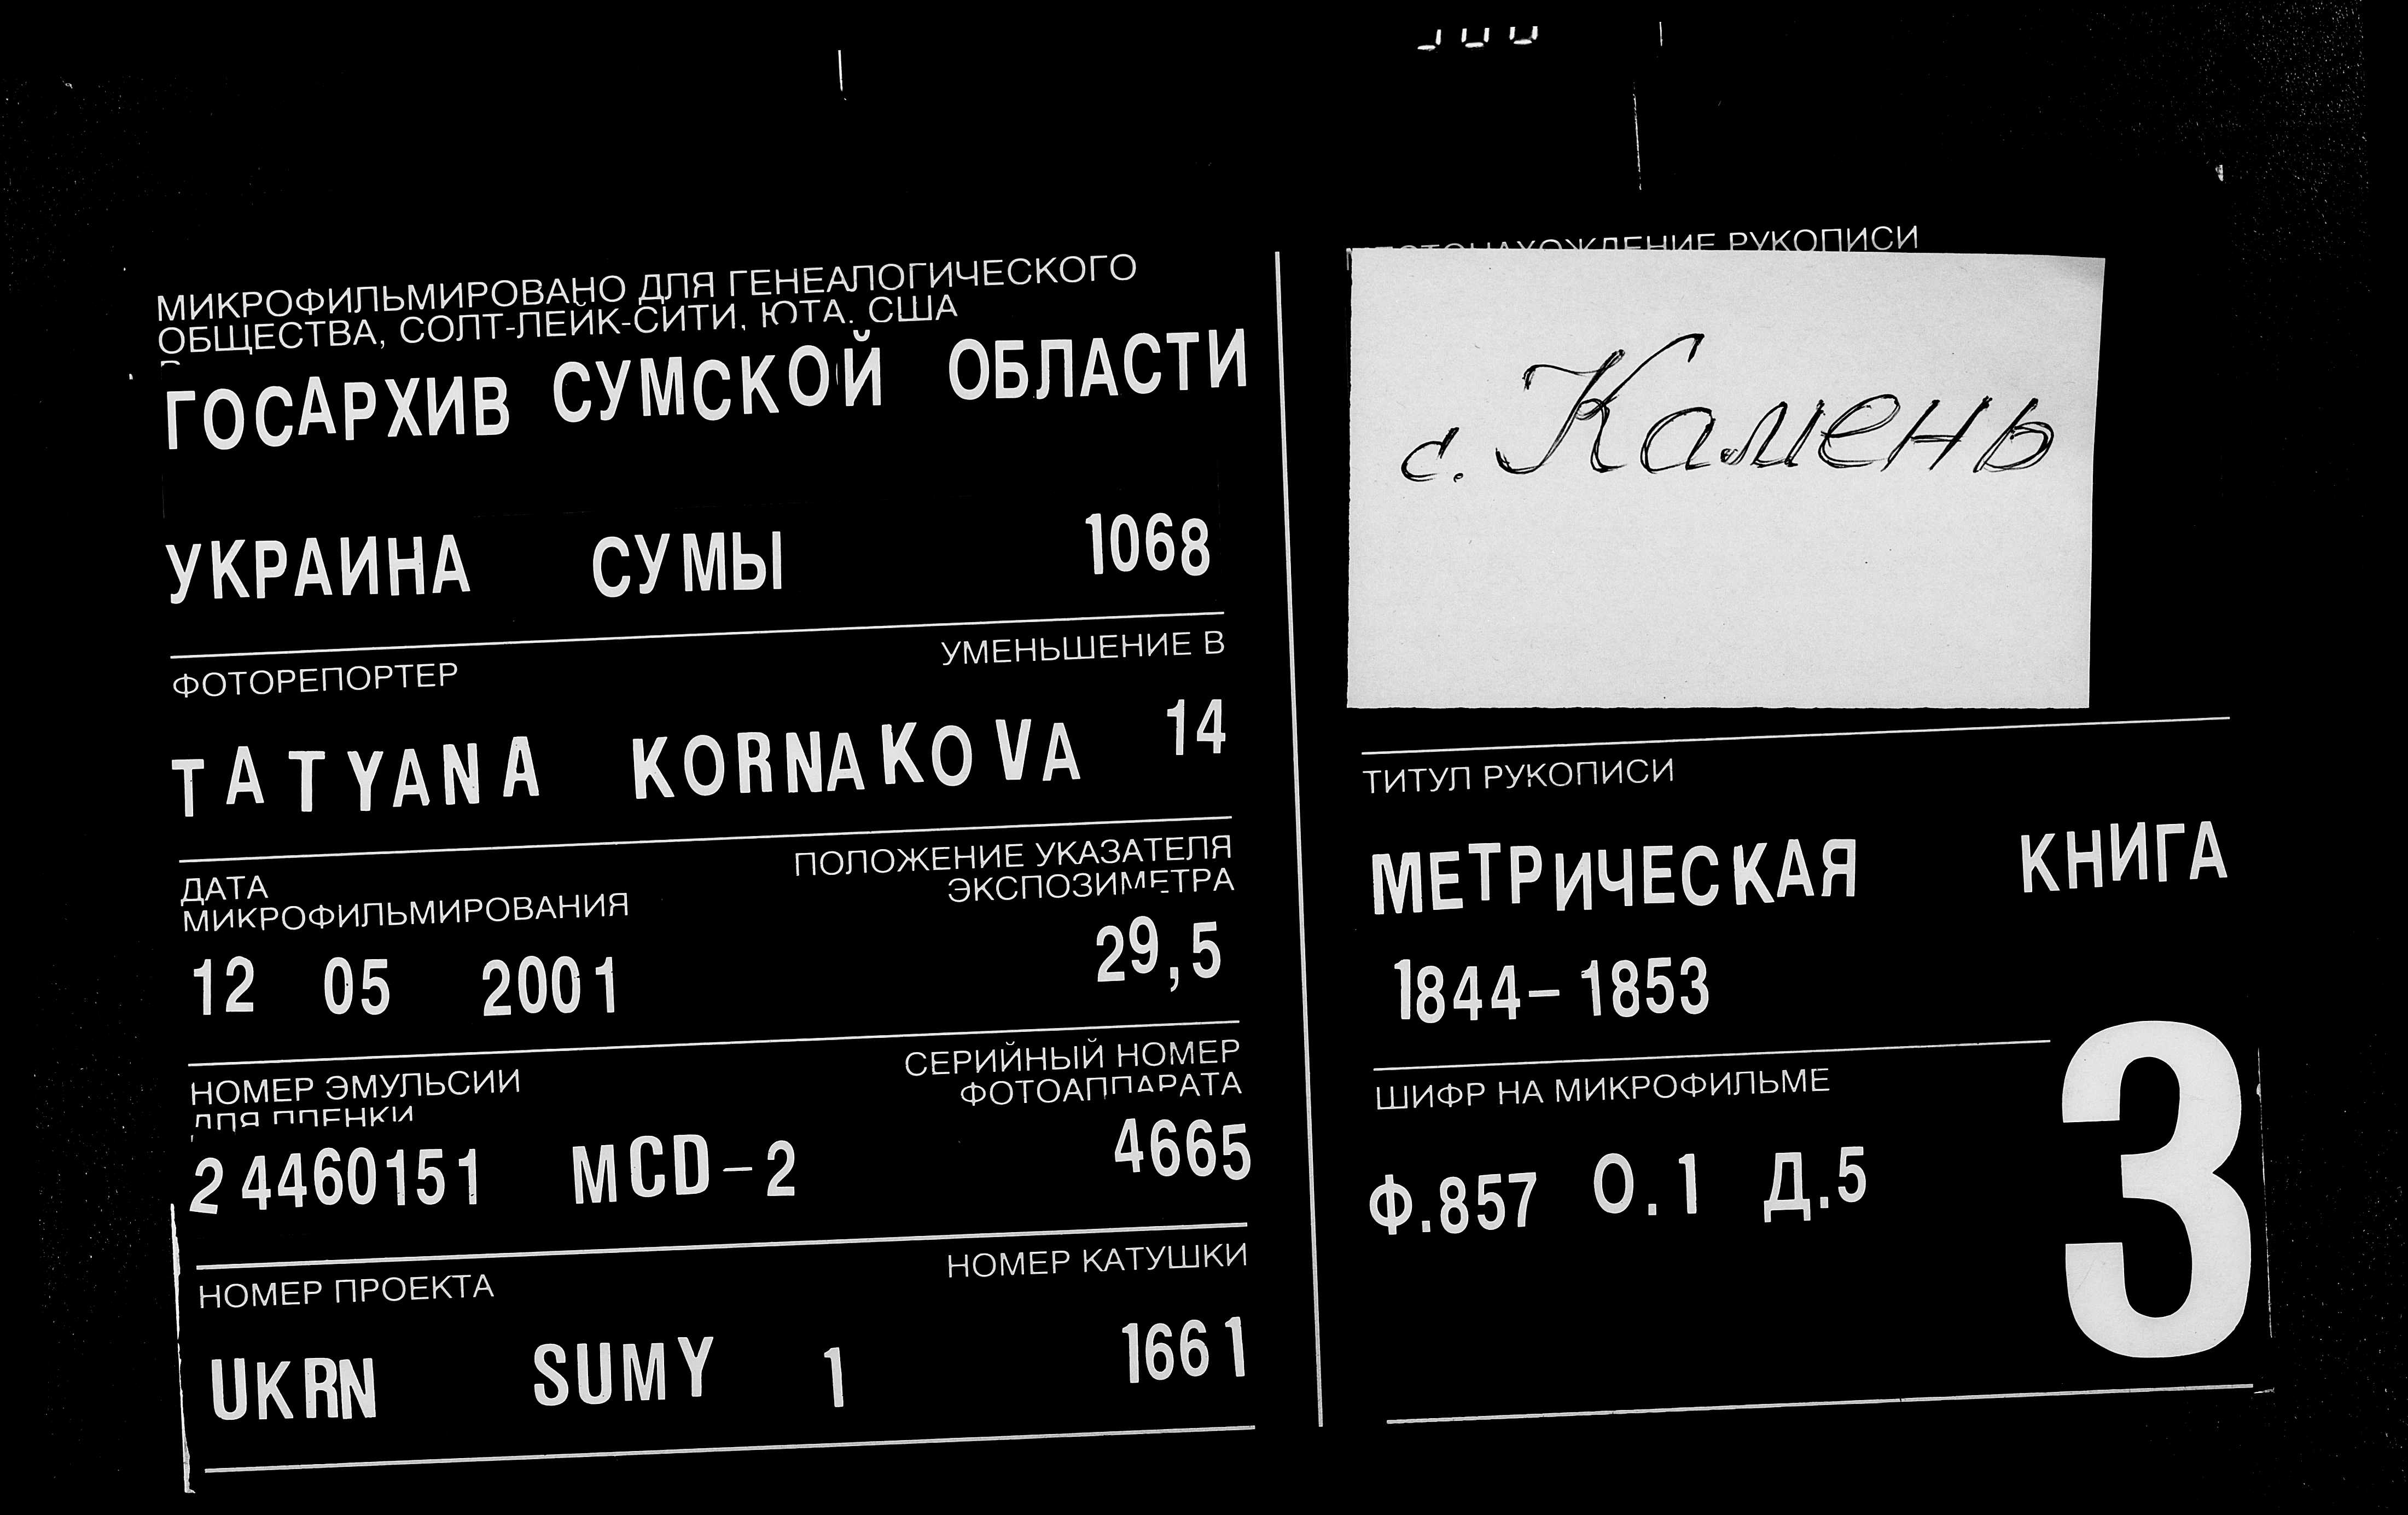 МИКРОФИЛЬМИРОВАНО ДЛЯ ГЕНЕАЛОГИЧЕСКОГО
ОБЩЕСТВА, СОЛТ-ЛЕЙК-СИТИ, ЮТА, США
ГОСАРХИВ СУМСКОЙ ОБЛАСТИ
УКРАИНА СУМЫ 1068
ФОТОРЕПОРТЕР УМЕНЬШЕНИЕ В
TATYANA KORNAKOVA 14
ДАТА
МИКРОФИЛЬМИРОВАНИЯ
ПОЛОЖЕНИЕ УКАЗАТЕЛЯ
ЭКСПОЗИМЕТРА
12 05 2001 29,5
НОМЕР ЭМУЛЬСИИ
ДЛЯ ПЛЕНКИ
СЕРИЙНЫЙ НОМЕР
ФОТОАППАРАТА
24460151 MCD-2 4665
НОМЕР ПРОЕКТА НОМЕР КАТУШКИ
UKRN SUMY 1 1661
МЕСТОНАХОЖДЕНИЕ РУКОПИСИ
с. Камень
ТИТУЛ РУКОПИСИ
МЕТРИЧЕСКАЯ КНИГА
1844-1853
ШИФР НА МИКРОФИЛЬМЕ
Ф.857 О.1 Д.5
3